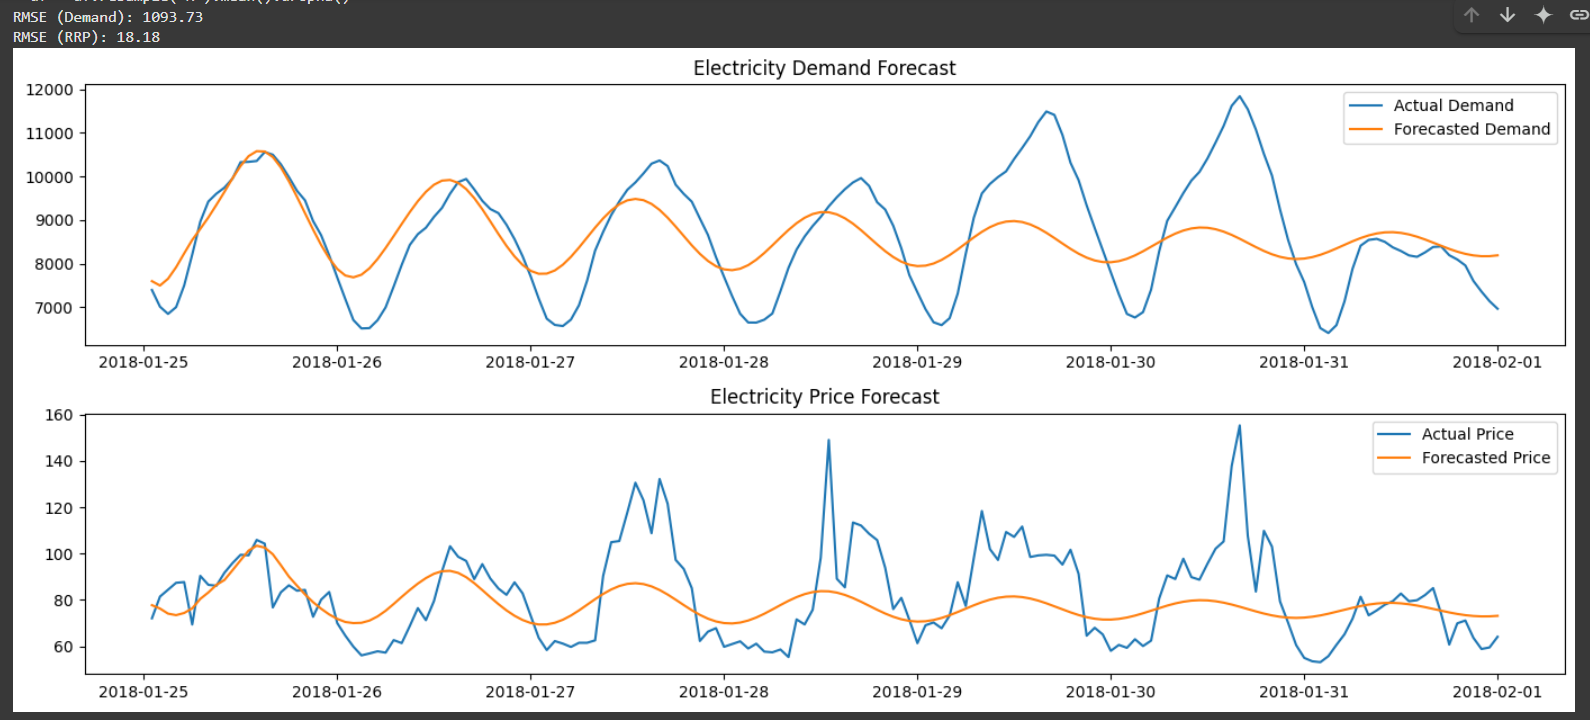 RMSE (Demand): 1093.73
RMSE (RRP): 18.18
Electricity Demand Forecast
12000
11000
10000
9000
8000
7000
Actual Demand
Forecasted Demand
2018-01-25 2018-01-26 2018-01-27 2018-01-28 2018-01-29 2018-01-30 2018-01-31 2018-02-01
Electricity Price Forecast
160
140
120
100
80
60
Actual Price
Forecasted Price
2018-01-25 2018-01-26 2018-01-27 2018-01-28 2018-01-29 2018-01-30 2018-01-31 2018-02-01